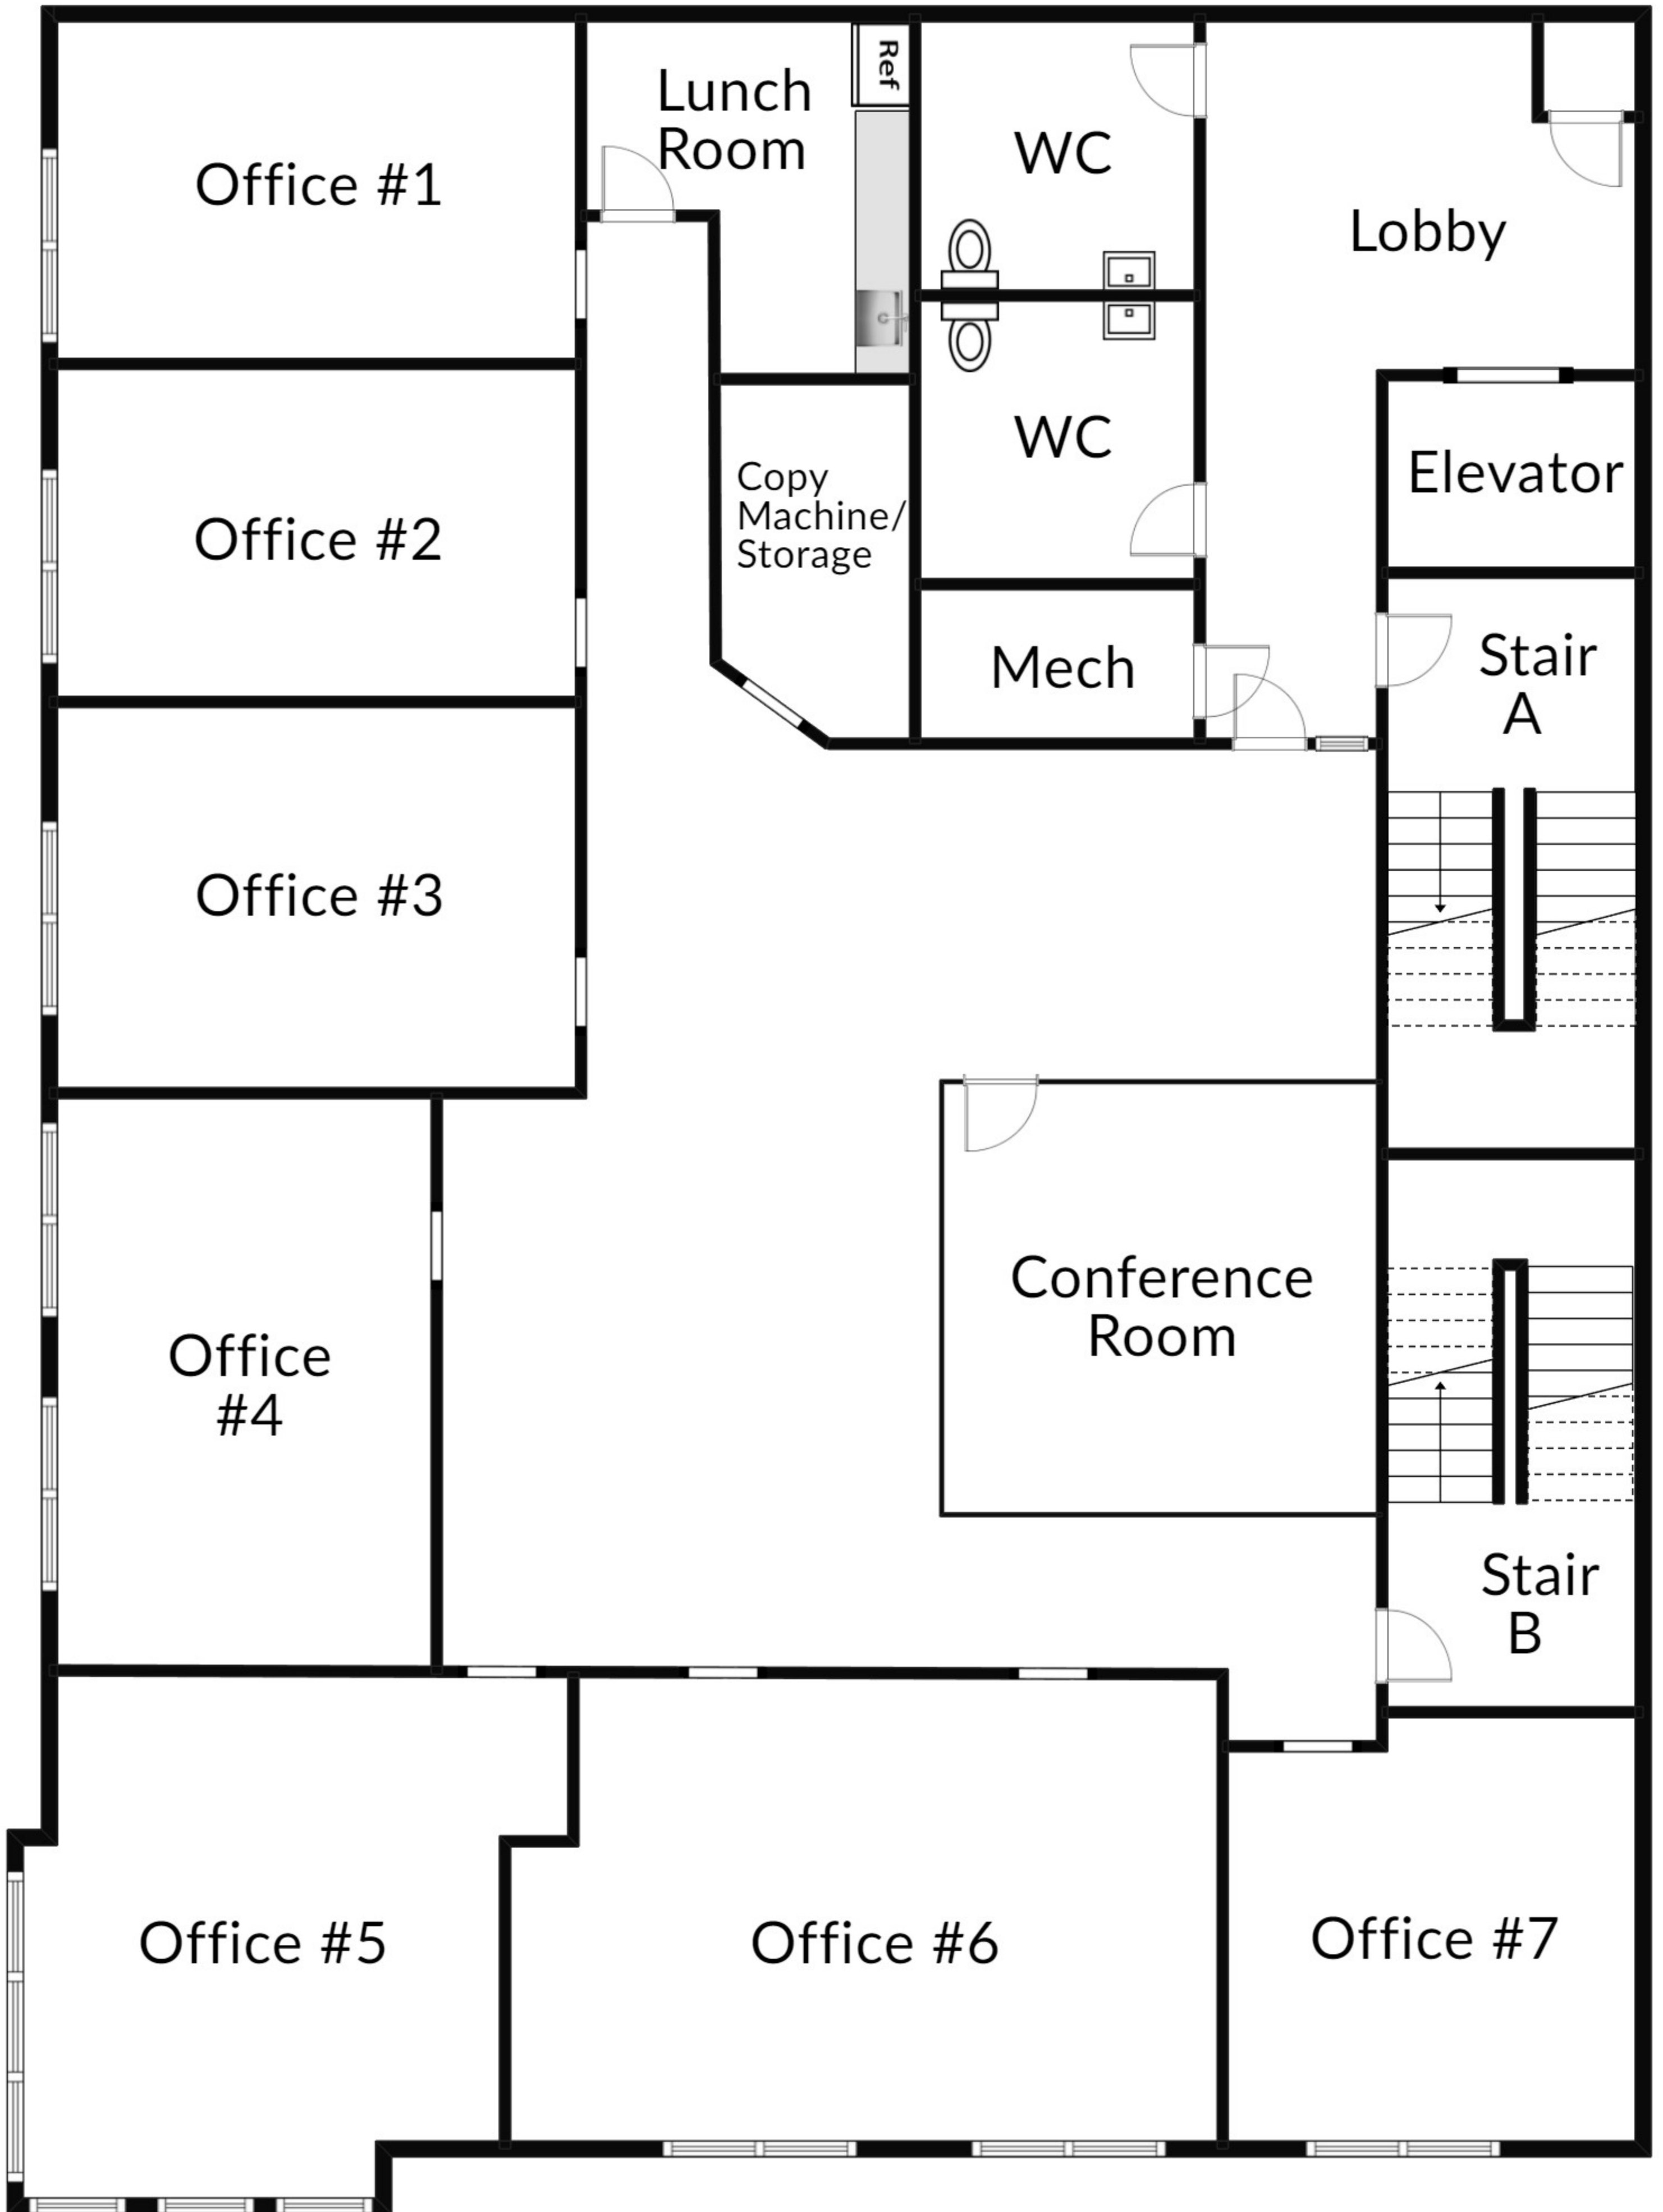 Ref
Lunch
Room
WC
Office #1
Lobby
WC
Elevator
Copy
Machine/
Storage
Office #2
Mech
Stair
A
Office #3
Conference
Room
Office
#4
Stair
B
Office #5
Office #6
Office #7